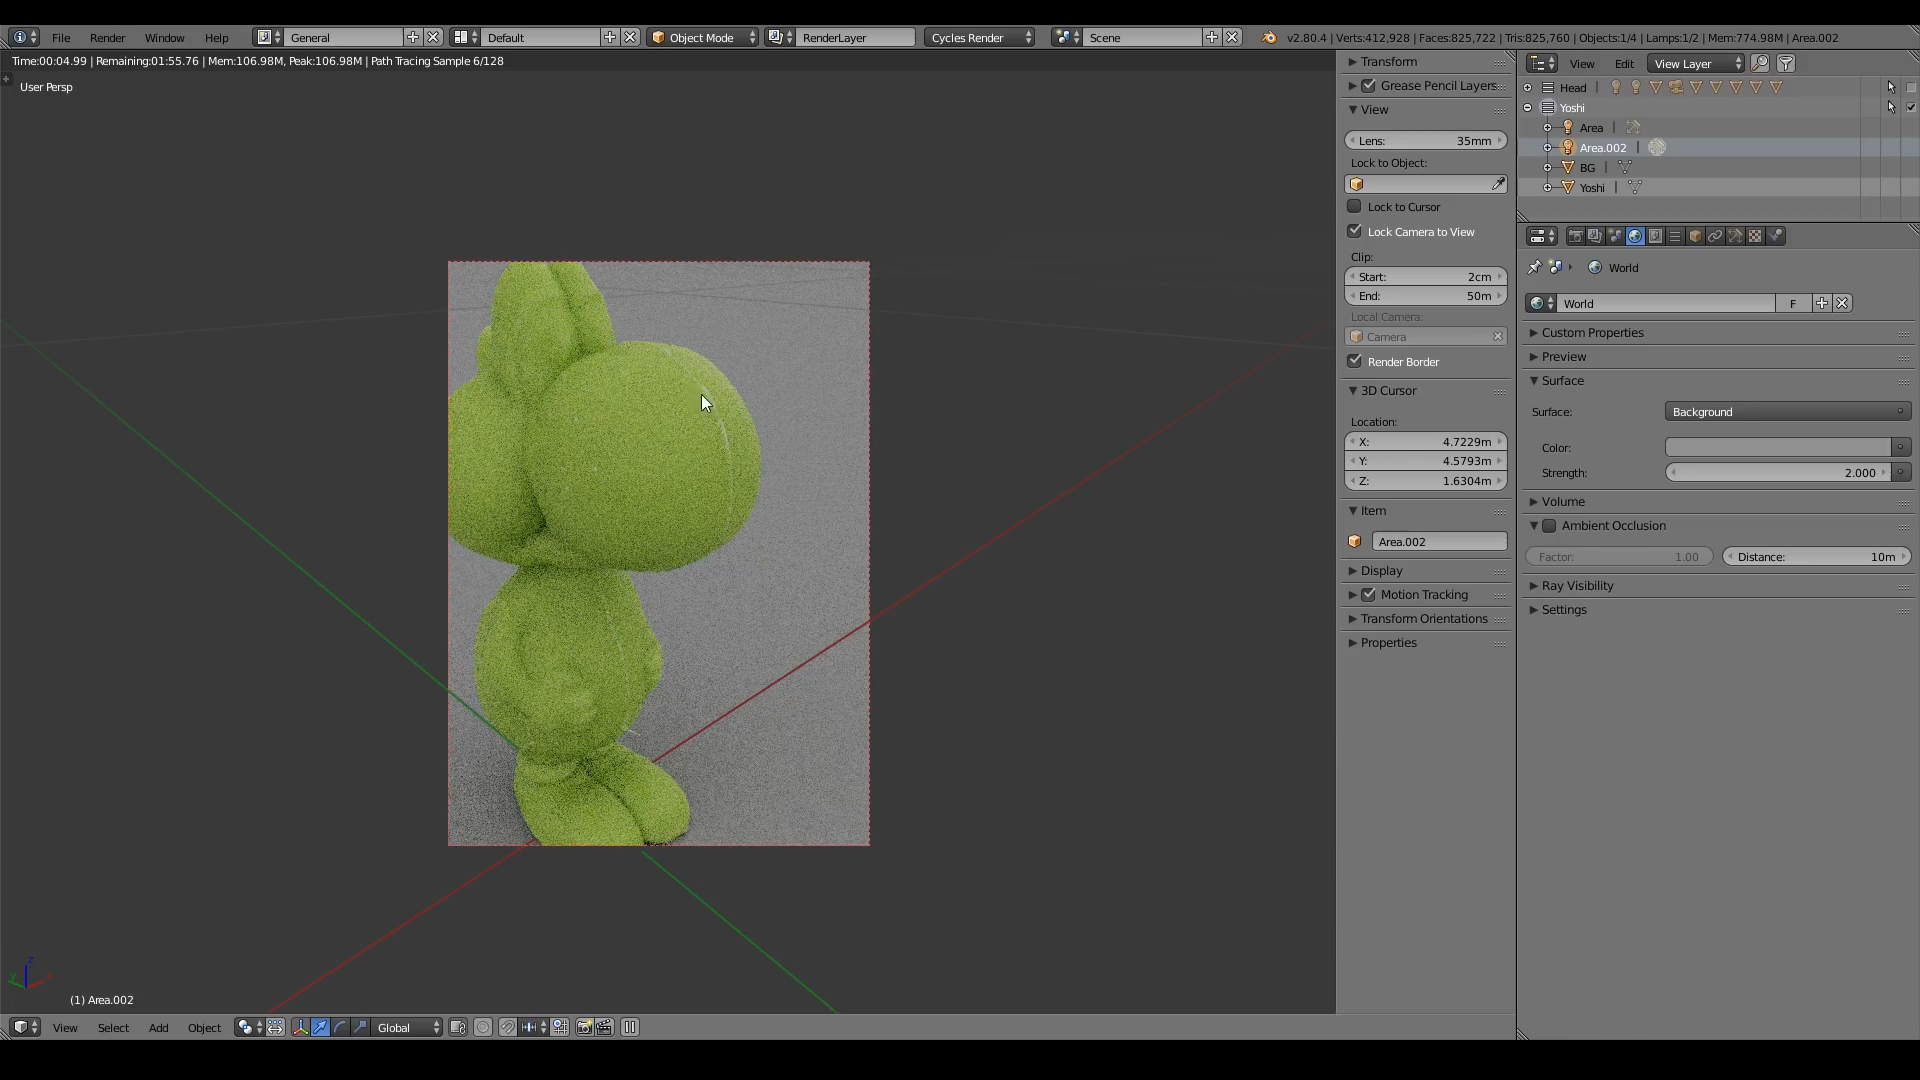 File Render Window Help General Default Object Mode RenderLayer Cycles Render Scene v2.80.4 | Verts:412,928 | Faces:825,722 | Tris:825,760 | Objects:1/4 | Lamps:1/2 | Mem:774.98M | Area.002
Time:00:04.99 | Remaining:01:55.76 | Mem:106.98M, Peak:106.98M | Path Tracing Sample 6/128
User Persp
(1) Area.002
z
y
x
View Select Add Object Global
Transform
Grease Pencil Layers
View
Lens: 35mm
Lock to Object:
Lock to Cursor
Lock Camera to View
Clip:
Start: 2cm
End: 50m
Local Camera:
Camera
Render Border
3D Cursor
Location:
X: 4.7229m
Y: 4.5793m
Z: 1.6304m
Item
Area.002
Display
Motion Tracking
Transform Orientations
Properties
View Edit View Layer
Head
Yoshi
Area
Area.002
BG
Yoshi
World
World F
Custom Properties
Preview
Surface
Surface: Background
Color:
Strength: 2.000
Volume
Ambient Occlusion
Factor: 1.00 Distance: 10m
Ray Visibility
Settings